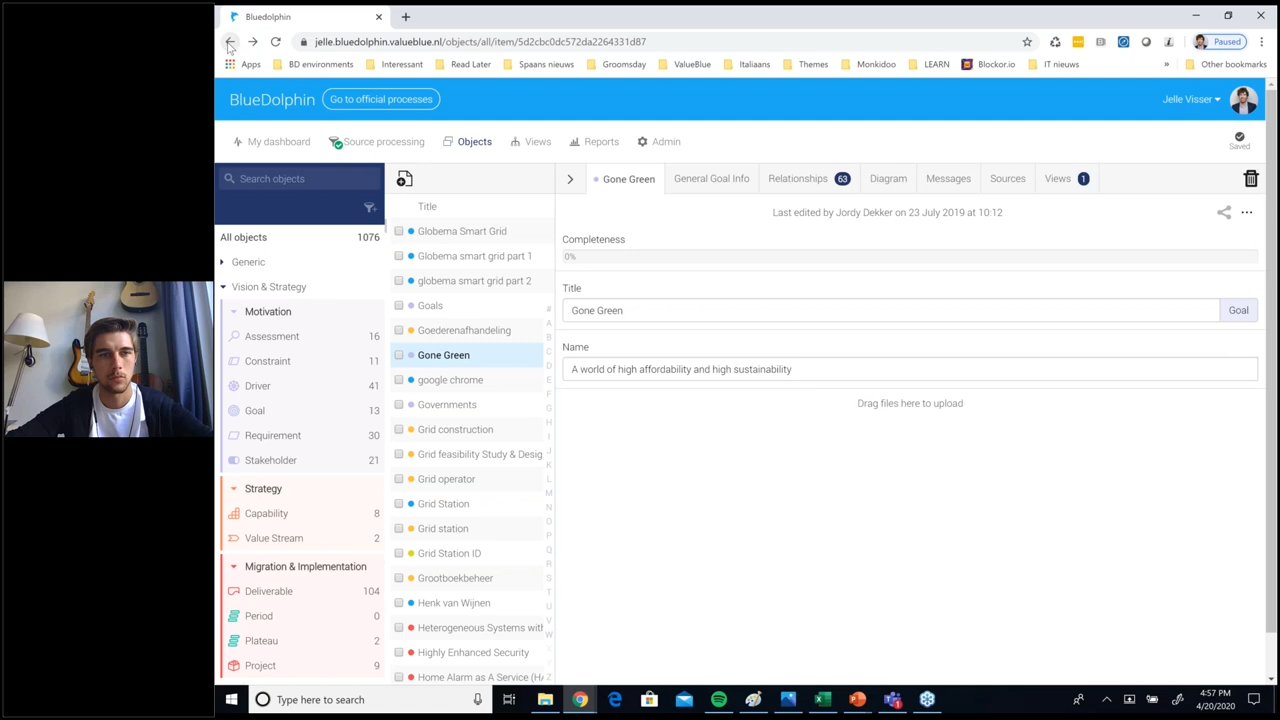 Bluedolphin
jelle.bluedolphin.valueblue.nl/objects/all/item/5d2cbc0dc572da2264331d87
Paused
Apps BD environments Interessant Read Later Spaans nieuws Groomsday ValueBlue Italiaans Themes Monkidoo LEARN Blockor.io IT nieuws » Other bookmarks
BlueDolphin Go to official processes Jelle Visser
My dashboard Source processing Objects Views Reports Admin Saved
Search objects
All objects 1076
Generic
Vision & Strategy
Motivation
Assessment 16
Constraint 11
Driver 41
Goal 13
Requirement 30
Stakeholder 21
Strategy
Capability 8
Value Stream 2
Migration & Implementation
Deliverable 104
Period 0
Plateau 2
Project 9
Title
Globema Smart Grid
Globema smart grid part 1
globema smart grid part 2
Goals
Goederenafhandeling
Gone Green
google chrome
Governments
Grid construction
Grid feasibility Study & Desig
Grid operator
Grid Station
Grid station
Grid Station ID
Grootboekbeheer
Henk van Wijnen
Heterogeneous Systems with
Highly Enhanced Security
Home Alarm as A Service (HA
#
A
B
C
D
E
F
G
H
I
J
K
L
M
N
O
P
Q
R
S
T
U
V
W
Gone Green General Goal Info Relationships 63 Diagram Messages Sources Views 1
Last edited by Jordy Dekker on 23 July 2019 at 10:12
Completeness
0%
Title
Gone Green Goal
Name
A world of high affordability and high sustainability
Drag files here to upload
Type here to search
4:57 PM
4/20/2020